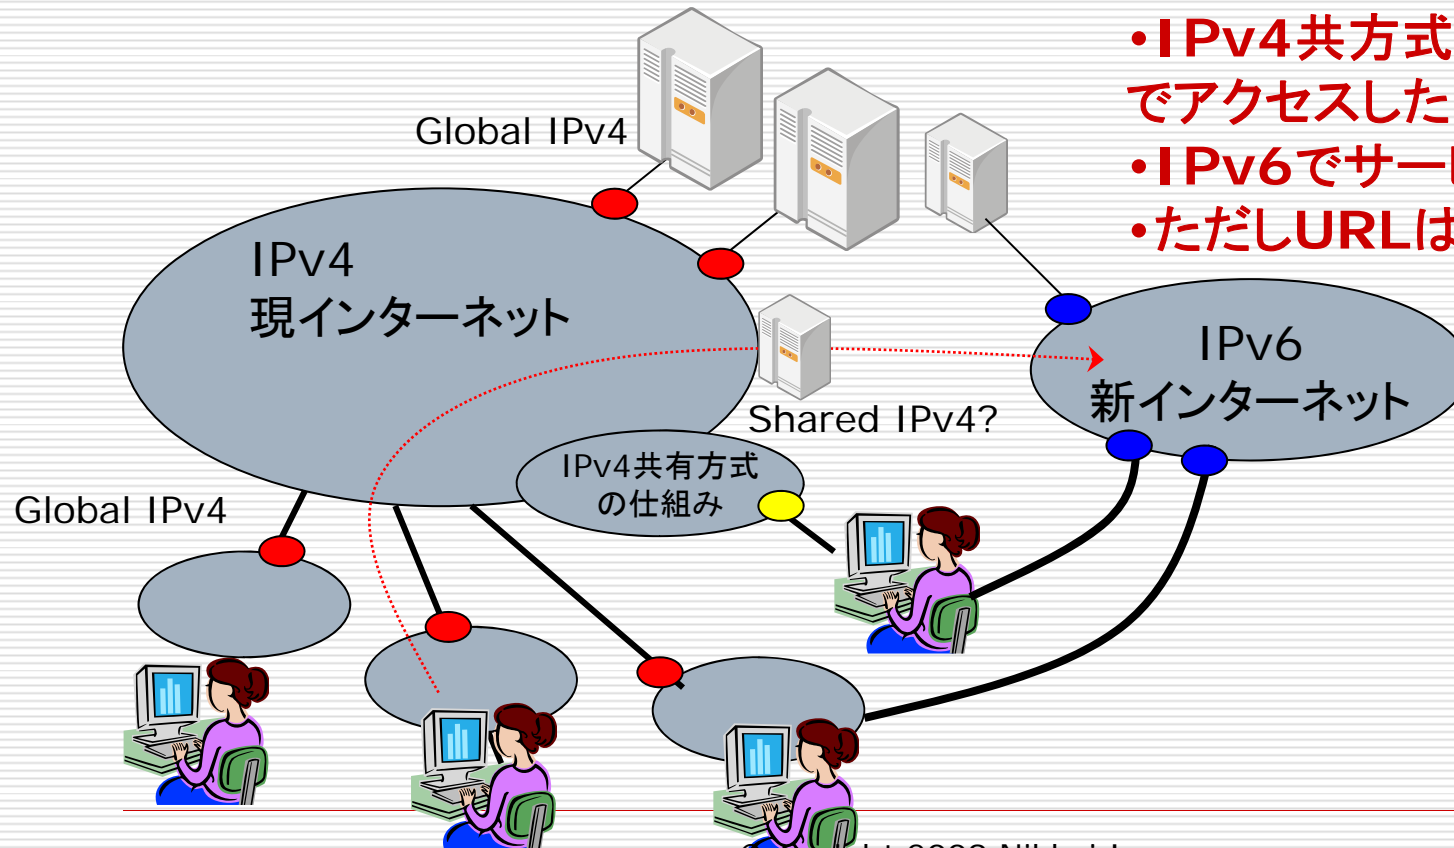 ・IPv4共方式
でアクセスした
・IPv6でサー
・ただしURLは
Global IPv4
IPv4
現インターネット
IPv6
新インターネット
Shared IPv4?
IPv4共有方式
の仕組み
Global IPv4